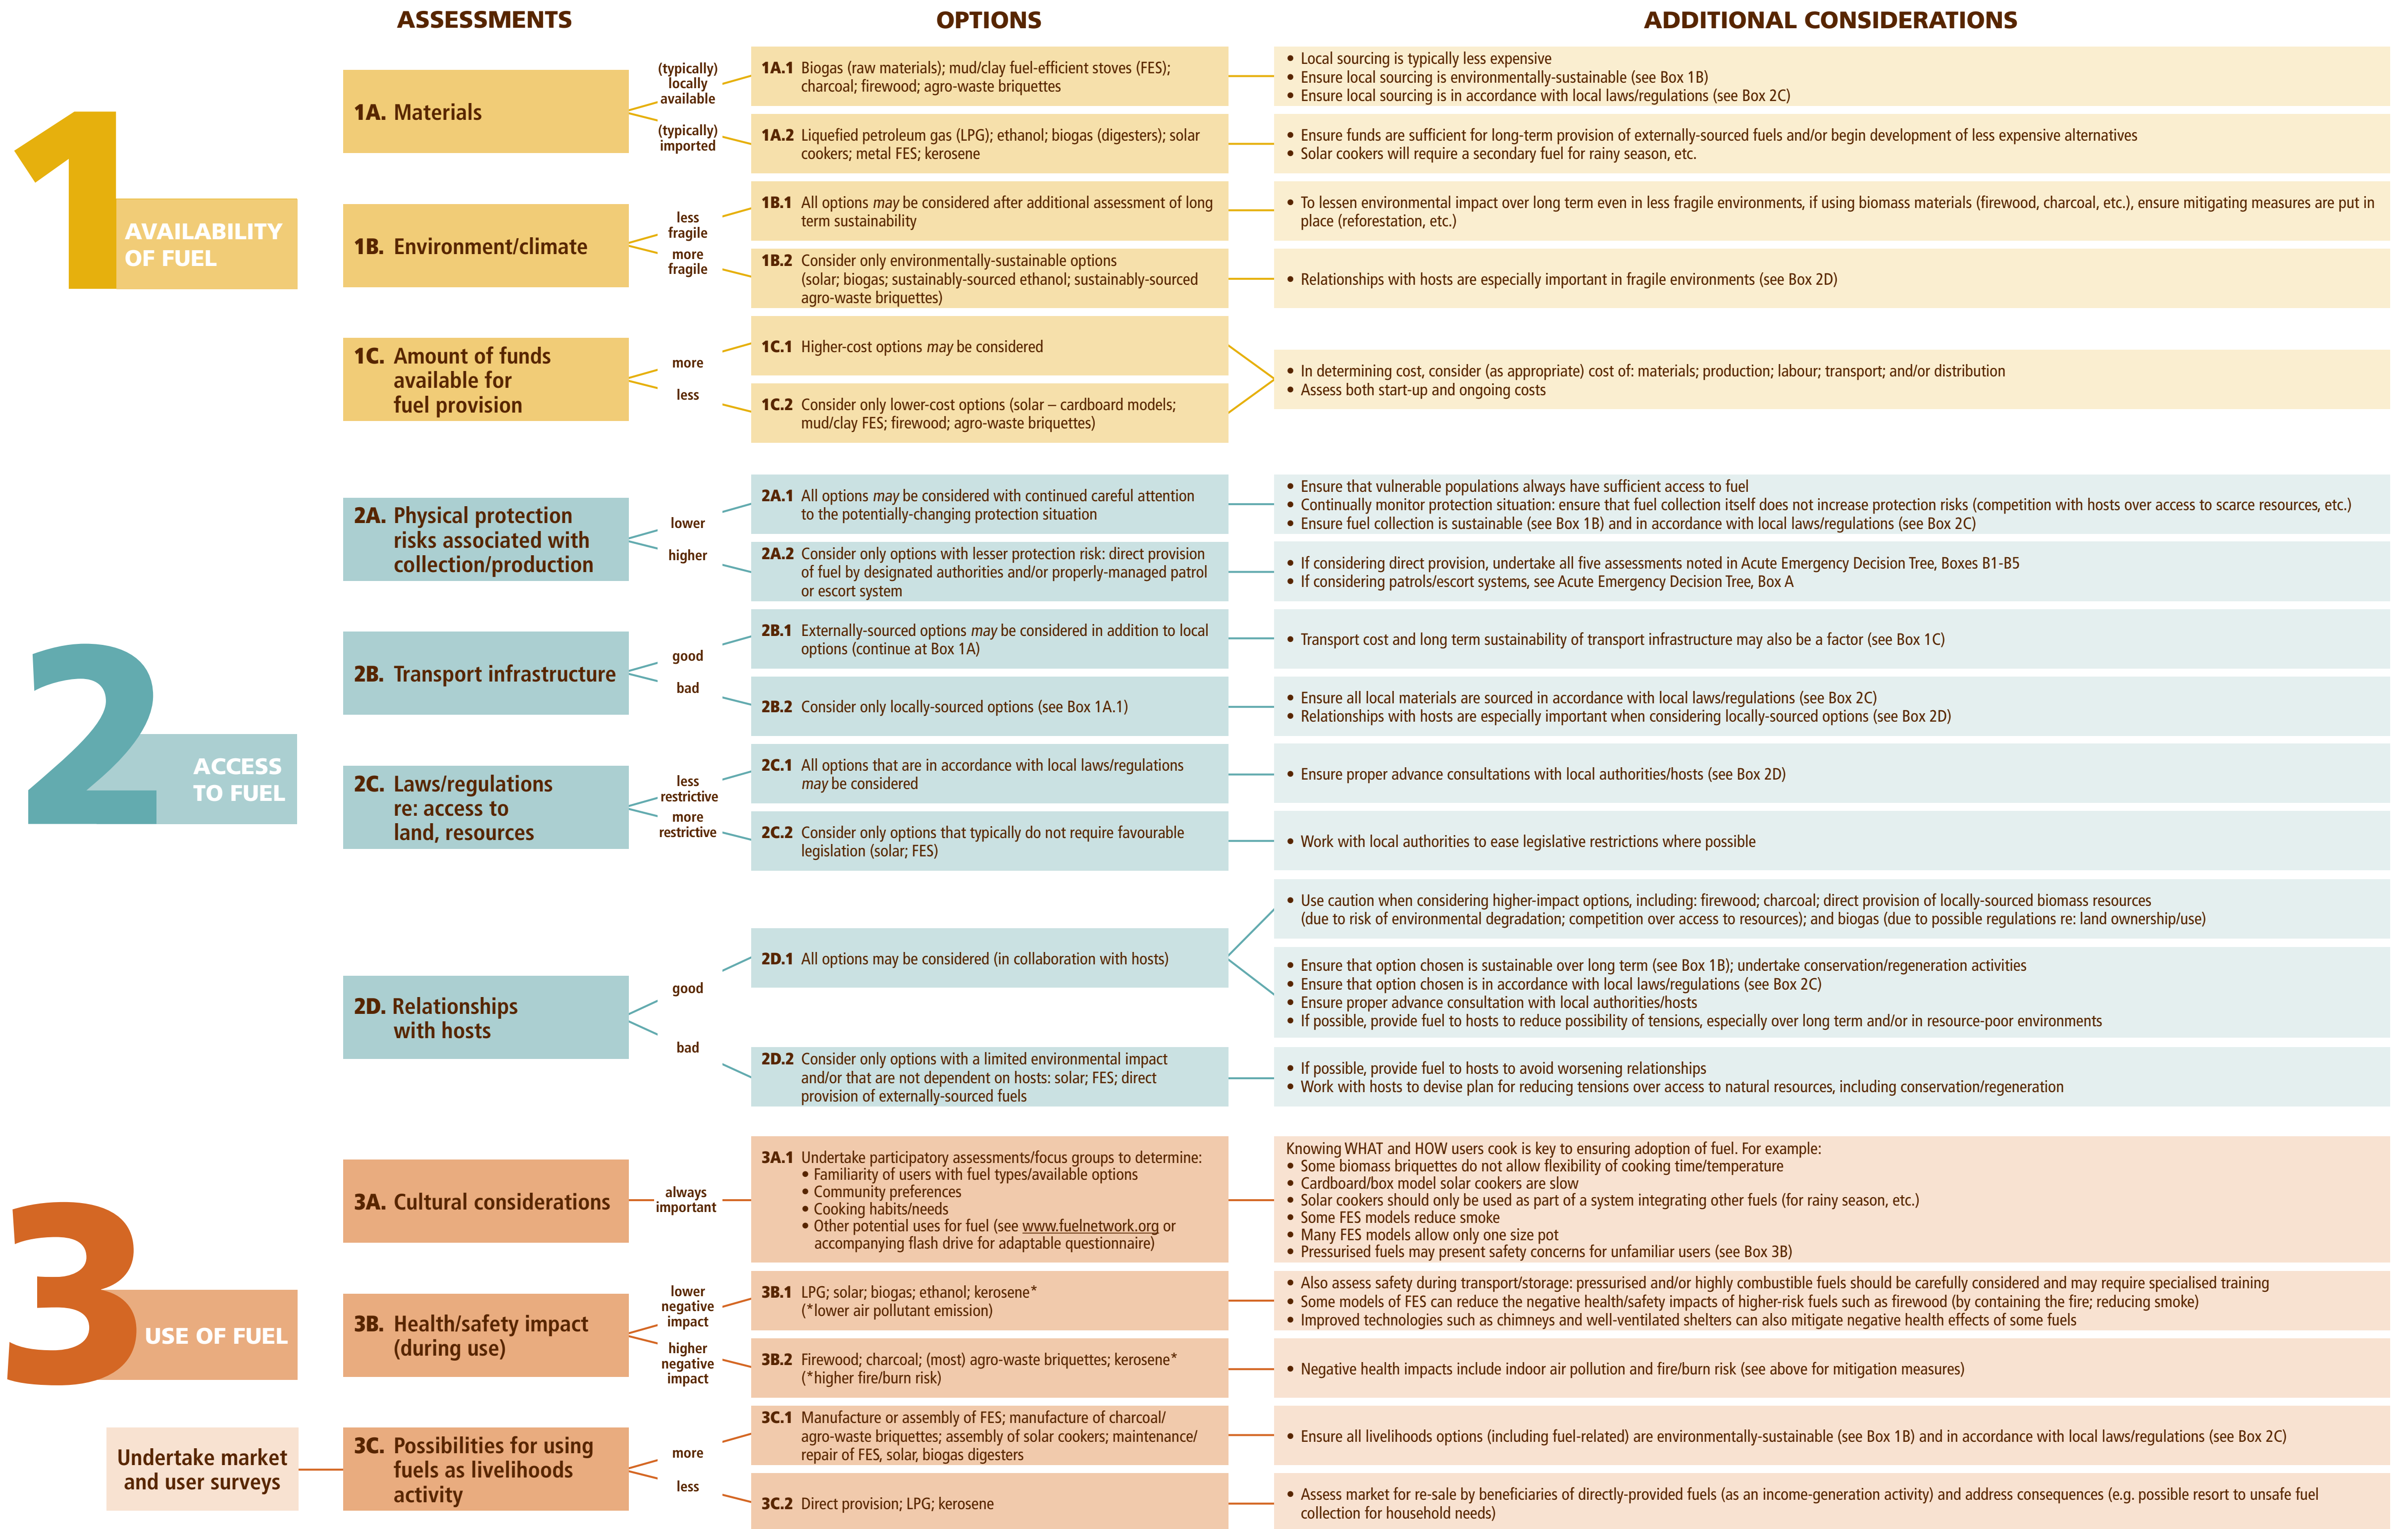 ASSESSMENTS
OPTIONS
ADDITIONAL CONSIDERATIONS
1
AVAILABILITY
OF FUEL
1A. Materials
(typically)
locally
available
1A.1 Biogas (raw materials); mud/clay fuel-efficient stoves (FES);
charcoal; firewood; agro-waste briquettes
• Local sourcing is typically less expensive
• Ensure local sourcing is environmentally-sustainable (see Box 1B)
• Ensure local sourcing is in accordance with local laws/regulations (see Box 2C)
(typically)
imported
1A.2 Liquefied petroleum gas (LPG); ethanol; biogas (digesters); solar
cookers; metal FES; kerosene
• Ensure funds are sufficient for long-term provision of externally-sourced fuels and/or begin development of less expensive alternatives
• Solar cookers will require a secondary fuel for rainy season, etc.
1B. Environment/climate
less
fragile
1B.1 All options may be considered after additional assessment of long
term sustainability
• To lessen environmental impact over long term even in less fragile environments, if using biomass materials (firewood, charcoal, etc.), ensure mitigating measures are put in
place (reforestation, etc.)
more
fragile
1B.2 Consider only environmentally-sustainable options
(solar; biogas; sustainably-sourced ethanol; sustainably-sourced
agro-waste briquettes)
• Relationships with hosts are especially important in fragile environments (see Box 2D)
1C. Amount of funds
available for
fuel provision
more
1C.1 Higher-cost options may be considered
less
1C.2 Consider only lower-cost options (solar – cardboard models;
mud/clay FES; firewood; agro-waste briquettes)
• In determining cost, consider (as appropriate) cost of: materials; production; labour; transport; and/or distribution
• Assess both start-up and ongoing costs
2
ACCESS
TO FUEL
2A. Physical protection
risks associated with
collection/production
lower
2A.1 All options may be considered with continued careful attention
to the potentially-changing protection situation
• Ensure that vulnerable populations always have sufficient access to fuel
• Continually monitor protection situation: ensure that fuel collection itself does not increase protection risks (competition with hosts over access to scarce resources, etc.)
• Ensure fuel collection is sustainable (see Box 1B) and in accordance with local laws/regulations (see Box 2C)
higher
2A.2 Consider only options with lesser protection risk: direct provision
of fuel by designated authorities and/or properly-managed patrol
or escort system
• If considering direct provision, undertake all five assessments noted in Acute Emergency Decision Tree, Boxes B1-B5
• If considering patrols/escort systems, see Acute Emergency Decision Tree, Box A
2B. Transport infrastructure
good
2B.1 Externally-sourced options may be considered in addition to local
options (continue at Box 1A)
• Transport cost and long term sustainability of transport infrastructure may also be a factor (see Box 1C)
bad
2B.2 Consider only locally-sourced options (see Box 1A.1)
• Ensure all local materials are sourced in accordance with local laws/regulations (see Box 2C)
• Relationships with hosts are especially important when considering locally-sourced options (see Box 2D)
2C. Laws/regulations
re: access to
land, resources
less
restrictive
2C.1 All options that are in accordance with local laws/regulations
may be considered
• Ensure proper advance consultations with local authorities/hosts (see Box 2D)
more
restrictive
2C.2 Consider only options that typically do not require favourable
legislation (solar; FES)
• Work with local authorities to ease legislative restrictions where possible
2D. Relationships
with hosts
good
2D.1 All options may be considered (in collaboration with hosts)
• Use caution when considering higher-impact options, including: firewood; charcoal; direct provision of locally-sourced biomass resources
(due to risk of environmental degradation; competition over access to resources); and biogas (due to possible regulations re: land ownership/use)
• Ensure that option chosen is sustainable over long term (see Box 1B); undertake conservation/regeneration activities
• Ensure that option chosen is in accordance with local laws/regulations (see Box 2C)
• Ensure proper advance consultation with local authorities/hosts
• If possible, provide fuel to hosts to reduce possibility of tensions, especially over long term and/or in resource-poor environments
bad
2D.2 Consider only options with a limited environmental impact
and/or that are not dependent on hosts: solar; FES; direct
provision of externally-sourced fuels
• If possible, provide fuel to hosts to avoid worsening relationships
• Work with hosts to devise plan for reducing tensions over access to natural resources, including conservation/regeneration
3
USE OF FUEL
3A. Cultural considerations
always
important
3A.1 Undertake participatory assessments/focus groups to determine:
• Familiarity of users with fuel types/available options
• Community preferences
• Cooking habits/needs
• Other potential uses for fuel (see www.fuelnetwork.org or
accompanying flash drive for adaptable questionnaire)
Knowing WHAT and HOW users cook is key to ensuring adoption of fuel. For example:
• Some biomass briquettes do not allow flexibility of cooking time/temperature
• Cardboard/box model solar cookers are slow
• Solar cookers should only be used as part of a system integrating other fuels (for rainy season, etc.)
• Some FES models reduce smoke
• Many FES models allow only one size pot
• Pressurised fuels may present safety concerns for unfamiliar users (see Box 3B)
3B. Health/safety impact
(during use)
lower
negative
impact
3B.1 LPG; solar; biogas; ethanol; kerosene*
(*lower air pollutant emission)
• Also assess safety during transport/storage: pressurised and/or highly combustible fuels should be carefully considered and may require specialised training
• Some models of FES can reduce the negative health/safety impacts of higher-risk fuels such as firewood (by containing the fire; reducing smoke)
• Improved technologies such as chimneys and well-ventilated shelters can also mitigate negative health effects of some fuels
higher
negative
impact
3B.2 Firewood; charcoal; (most) agro-waste briquettes; kerosene*
(*higher fire/burn risk)
• Negative health impacts include indoor air pollution and fire/burn risk (see above for mitigation measures)
Undertake market
and user surveys
3C. Possibilities for using
fuels as livelihoods
activity
more
3C.1 Manufacture or assembly of FES; manufacture of charcoal/
agro-waste briquettes; assembly of solar cookers; maintenance/
repair of FES, solar, biogas digesters
• Ensure all livelihoods options (including fuel-related) are environmentally-sustainable (see Box 1B) and in accordance with local laws/regulations (see Box 2C)
less
3C.2 Direct provision; LPG; kerosene
• Assess market for re-sale by beneficiaries of directly-provided fuels (as an income-generation activity) and address consequences (e.g. possible resort to unsafe fuel
collection for household needs)